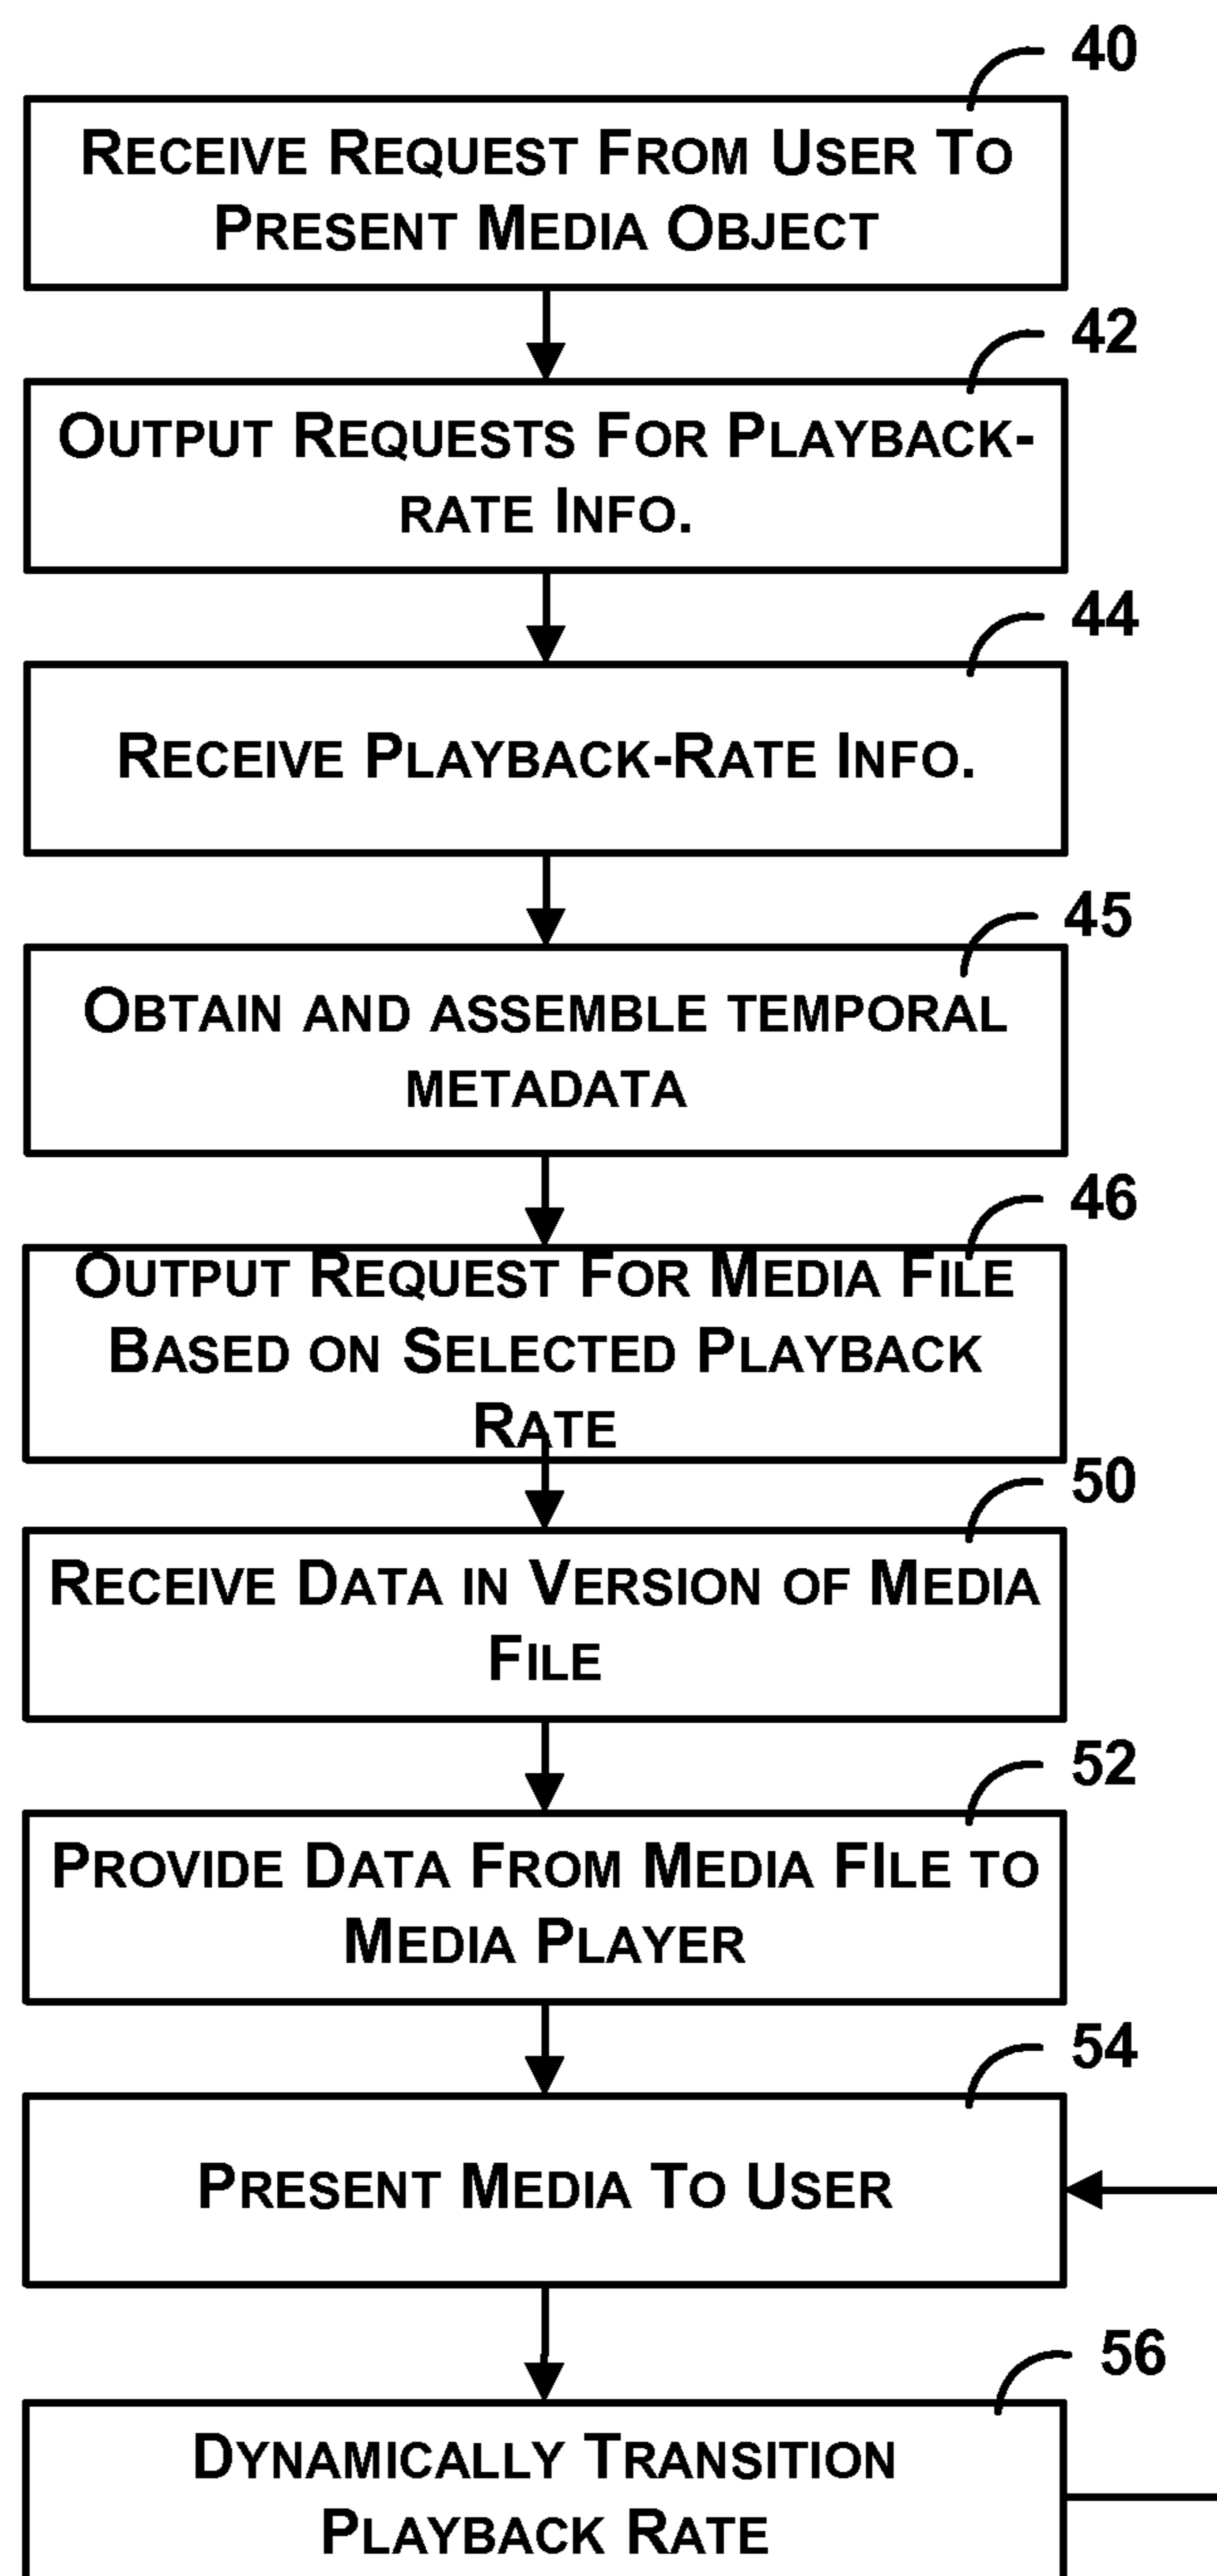 40
RECEIVE REQUEST FROM USER TO
PRESENT MEDIA OBJECT
42
OUTPUT REQUESTS FOR PLAYBACK-
RATE INFO.
44
RECEIVE PLAYBACK-RATE INFO.
45
OBTAIN AND ASSEMBLE TEMPORAL
METADATA
46
OUTPUT REQUEST FOR MEDIA FILE
BASED ON SELECTED PLAYBACK
RATE
50
RECEIVE DATA IN VERSION OF MEDIA
FILE
52
PROVIDE DATA FROM MEDIA FILE TO
MEDIA PLAYER
54
PRESENT MEDIA TO USER
56
DYNAMICALLY TRANSITION
PLAYBACK RATE